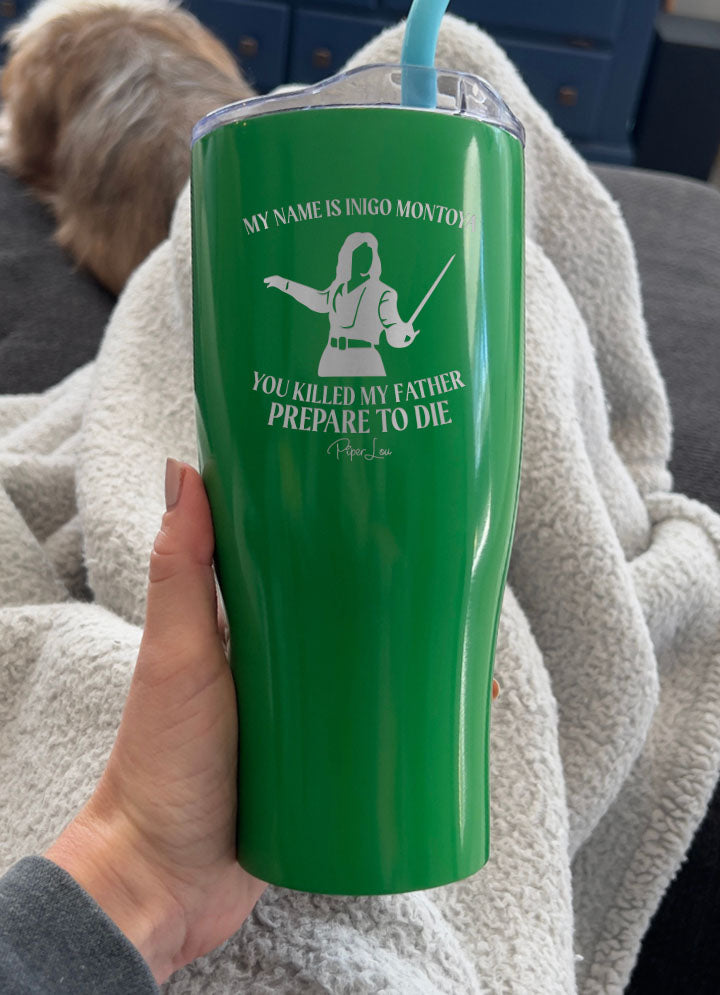 MY NAME IS INIGO MONTOYA
YOU KILLED MY FATHER
PREPARE TO DIE
Piper Lou